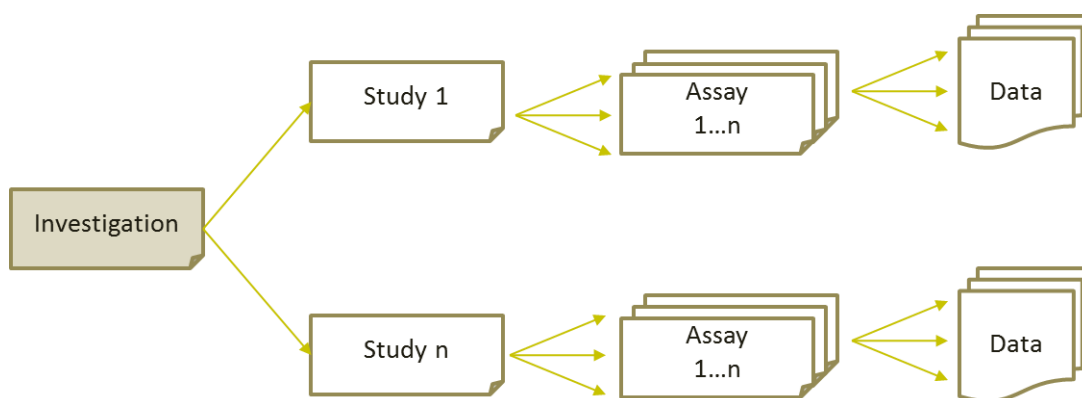 Study 1
Assay
1...n
Data
Investigation
Study n
Assay
1...n
Data